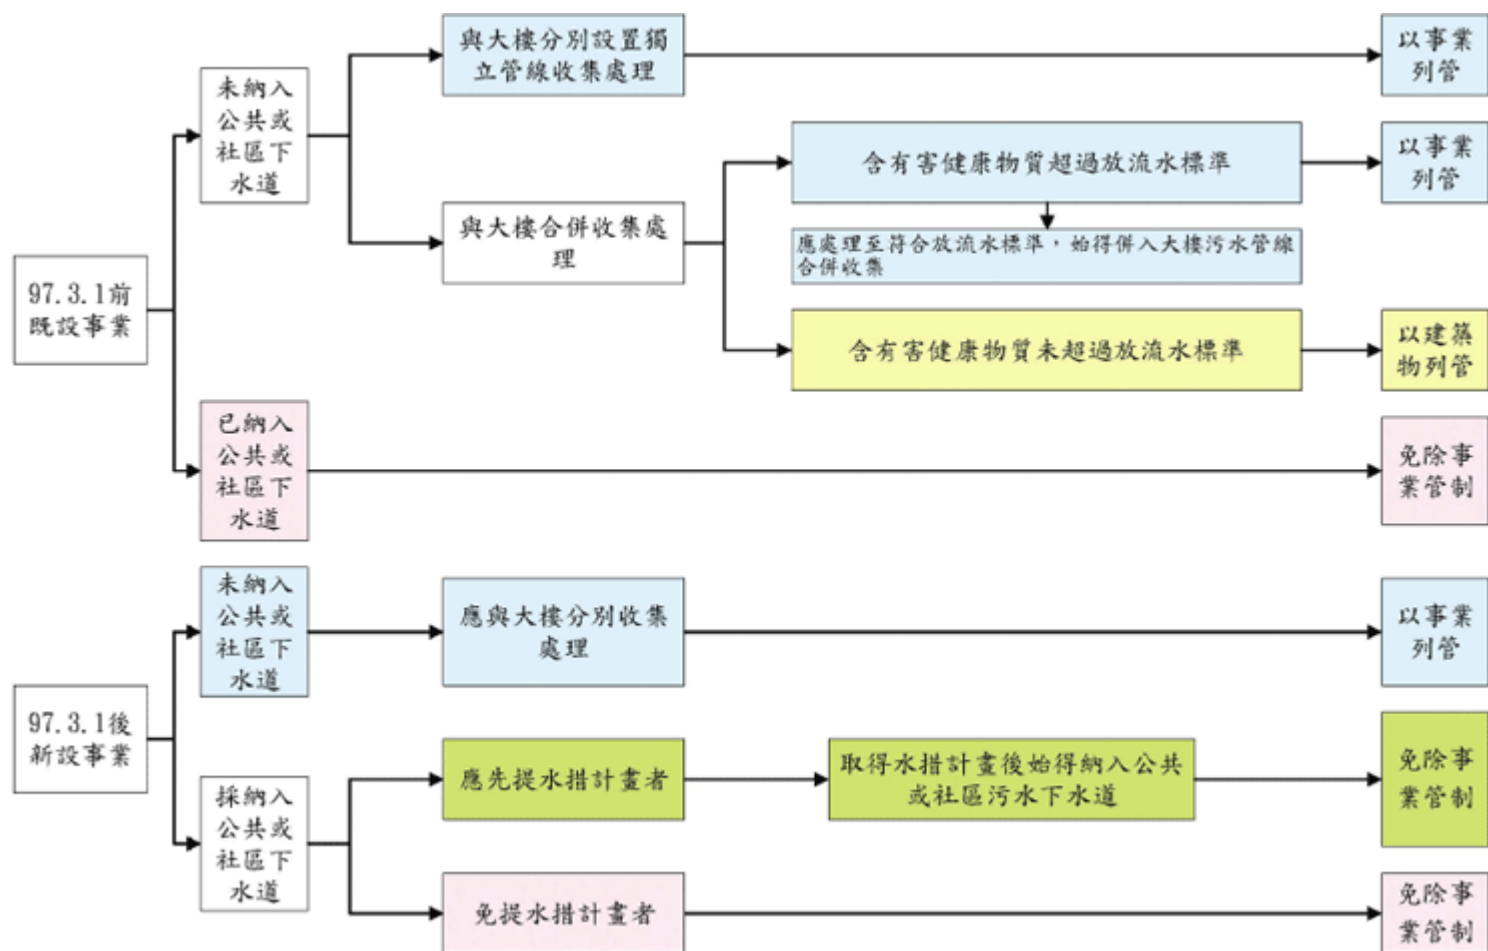 與大樓分別設置獨
立管線收集處理
以事業
列管
未納入
公共或
社區下
水道
含有害健康物質超過放流水標準
以事業
列管
與大樓合併收集處
理
應處理至符合放流水標準，始得併入大樓污水管線
合併收集
97.3.1前
既設事業
含有害健康物質未超過放流水標準
以建築
物列管
已納入
公共或
社區下
水道
免除事
業管制
未納入
公共或
社區下
水道
應與大樓分別收集
處理
以事業
列管
97.3.1後
新設事業
應先提水措計畫者
取得水措計畫後始得納入公共
或社區污水下水道
免除事
業管制
採納入
公共或
社區下
水道
免提水措計畫者
免除事
業管制